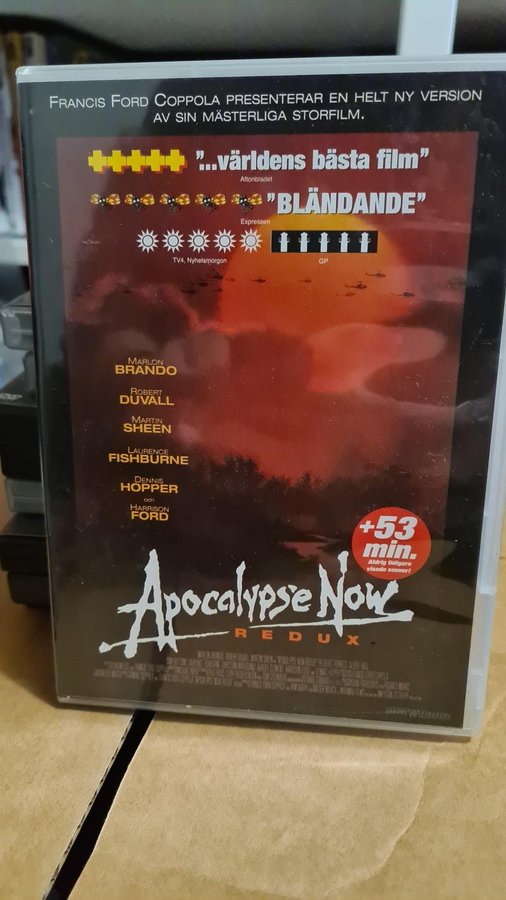 FRANCIS FORD COPPOLA PRESENTERAR EN HELT NY VERSION
AV SIN MÄSTERLIGA STORFILM.
"...världens bästa film"
Aftonbladet
"BLÄNDANDE"
Expressen
TV4, Nyhetsmorgon
GP
MARLON
BRANDO
ROBERT
DUVALL
MARTIN
SHEEN
LAURENCE
FISHBURNE
DENNIS
HOPPER
och
HARRISON
FORD
+53
min.
Aldrig tidigare
visade scener!
Apocalypse Now
REDUX